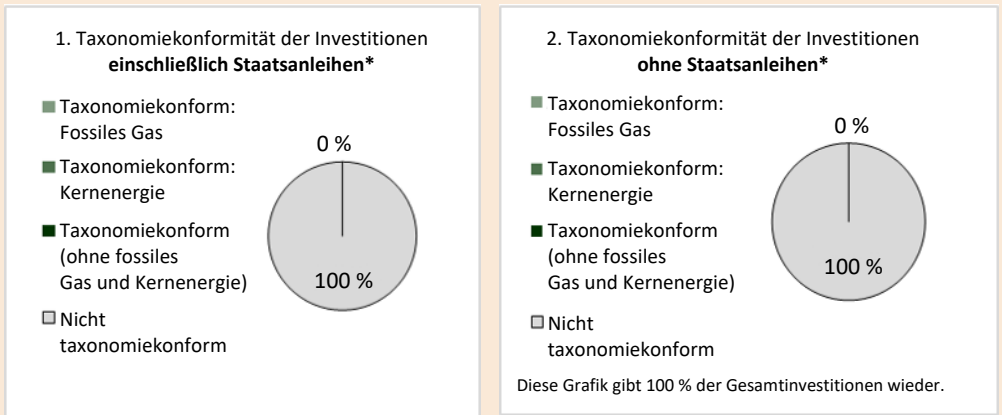 1. Taxonomiekonformität der Investitionen
einschließlich Staatsanleihen*
Taxonomiekonform:
Fossiles Gas
Taxonomiekonform:
Kernenergie
Taxonomiekonform
(ohne fossiles
Gas und Kernenergie)
Nicht
taxonomiekonform
0 %
100 %
2. Taxonomiekonformität der Investitionen
ohne Staatsanleihen*
Taxonomiekonform:
Fossiles Gas
Taxonomiekonform:
Kernenergie
Taxonomiekonform
(ohne fossiles
Gas und Kernenergie)
Nicht
taxonomiekonform
0 %
100 %
Diese Grafik gibt 100 % der Gesamtinvestitionen wieder.